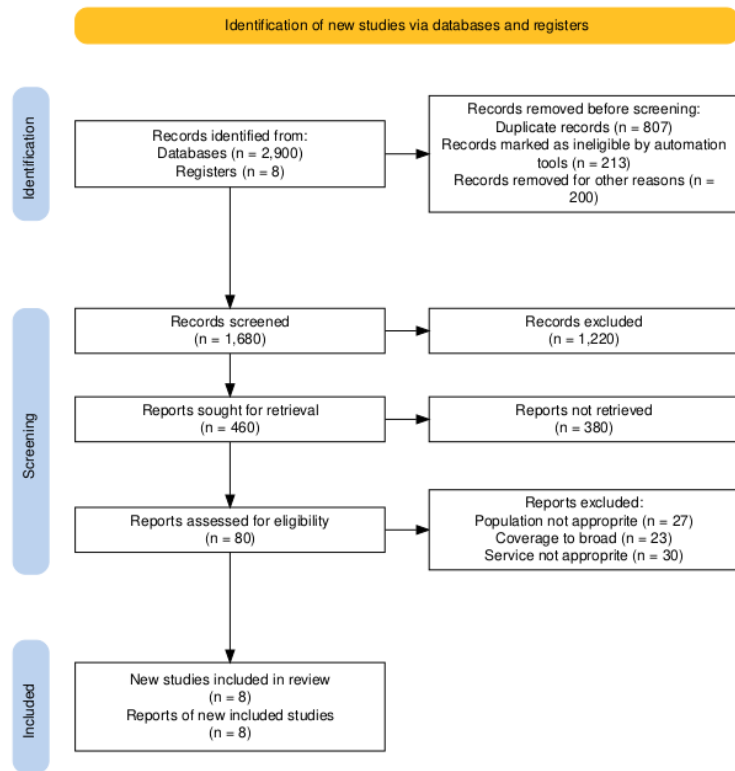 Identification of new studies via databases and registers
Identification
Records identified from:
Databases (n = 2,900)
Registers (n = 8)
Records removed before screening:
Duplicate records (n = 807)
Records marked as ineligible by automation
tools (n = 213)
Records removed for other reasons (n =
200)
Screening
Records screened
(n = 1,680)
Records excluded
(n = 1,220)
Reports sought for retrieval
(n = 460)
Reports not retrieved
(n = 380)
Reports assessed for eligibility
(n = 80)
Reports excluded:
Population not approprite (n = 27)
Coverage to broad (n = 23)
Service not approprite (n = 30)
Included
New studies included in review
(n = 8)
Reports of new included studies
(n = 8)